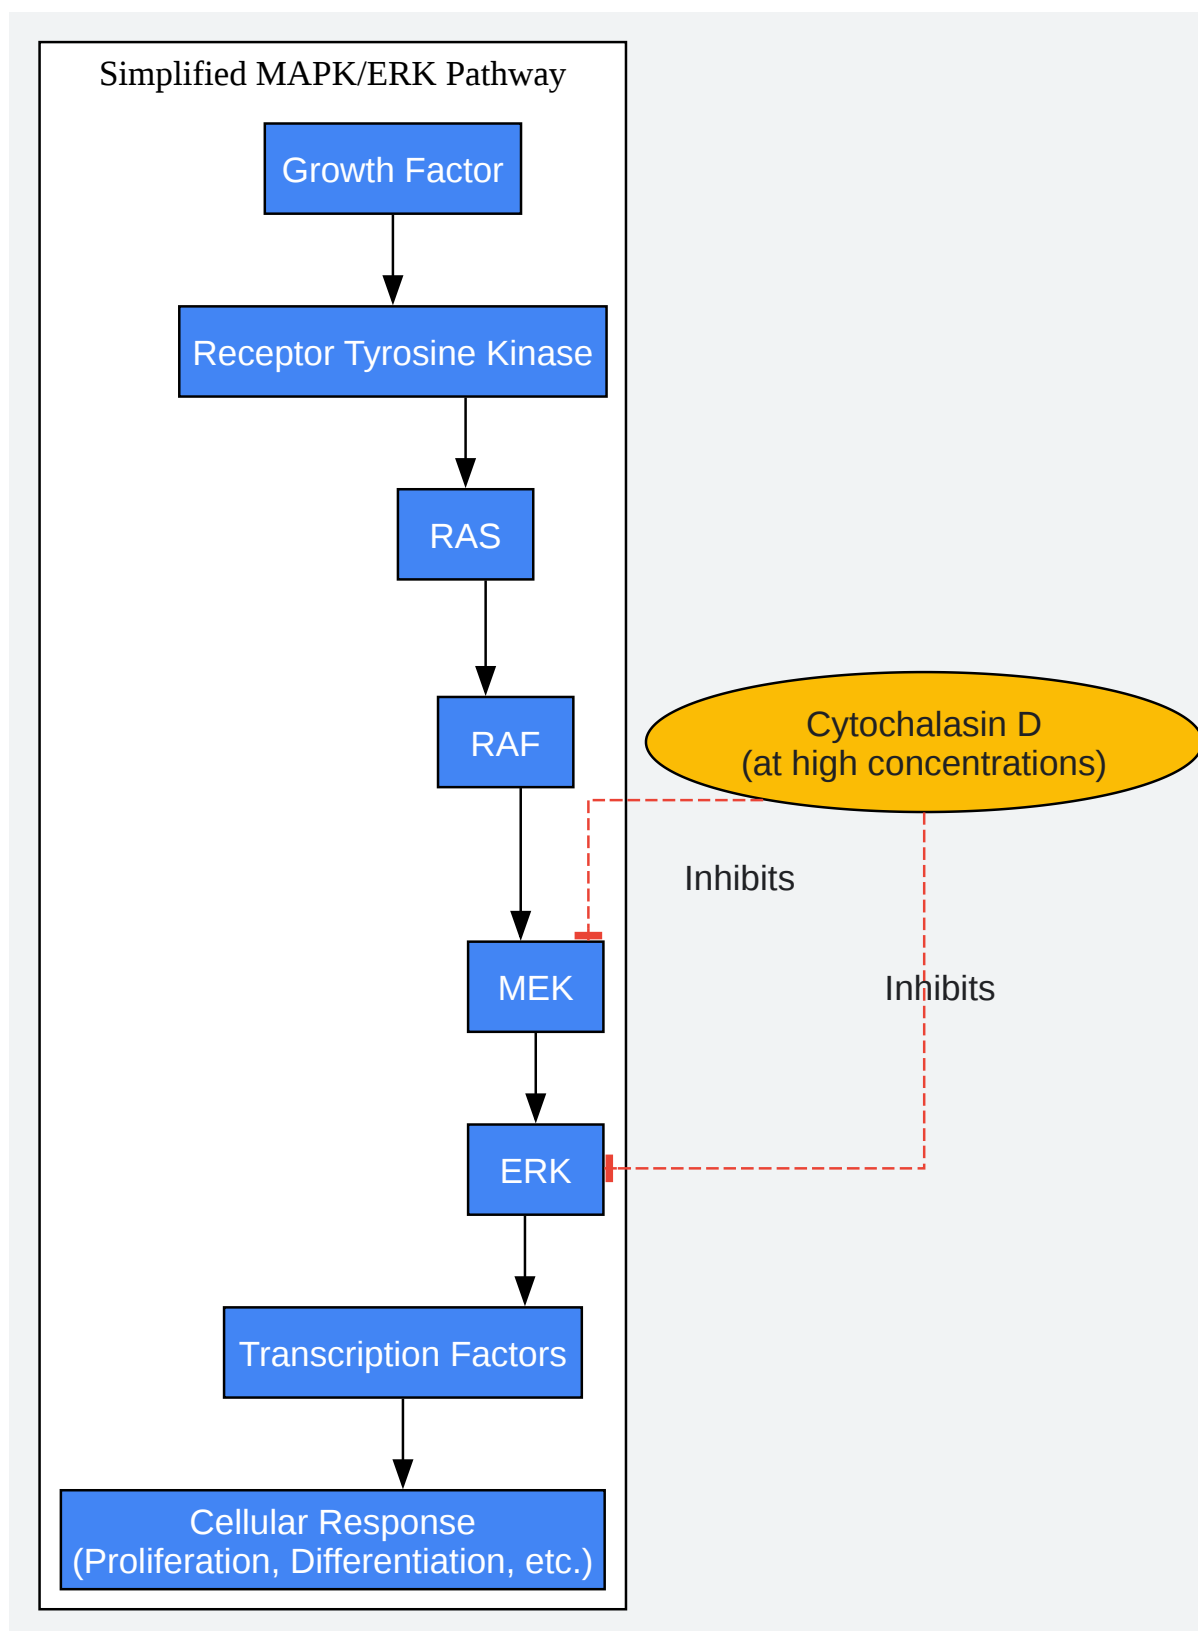 Simplified MAPK/ERK Pathway
Growth Factor
Receptor Tyrosine Kinase
RAS
RAF
Cytochalasin D
(at high concentrations)
Inhibits
MEK
Inhibits
ERK
Transcription Factors
Cellular Response
(Proliferation, Differentiation, etc.)